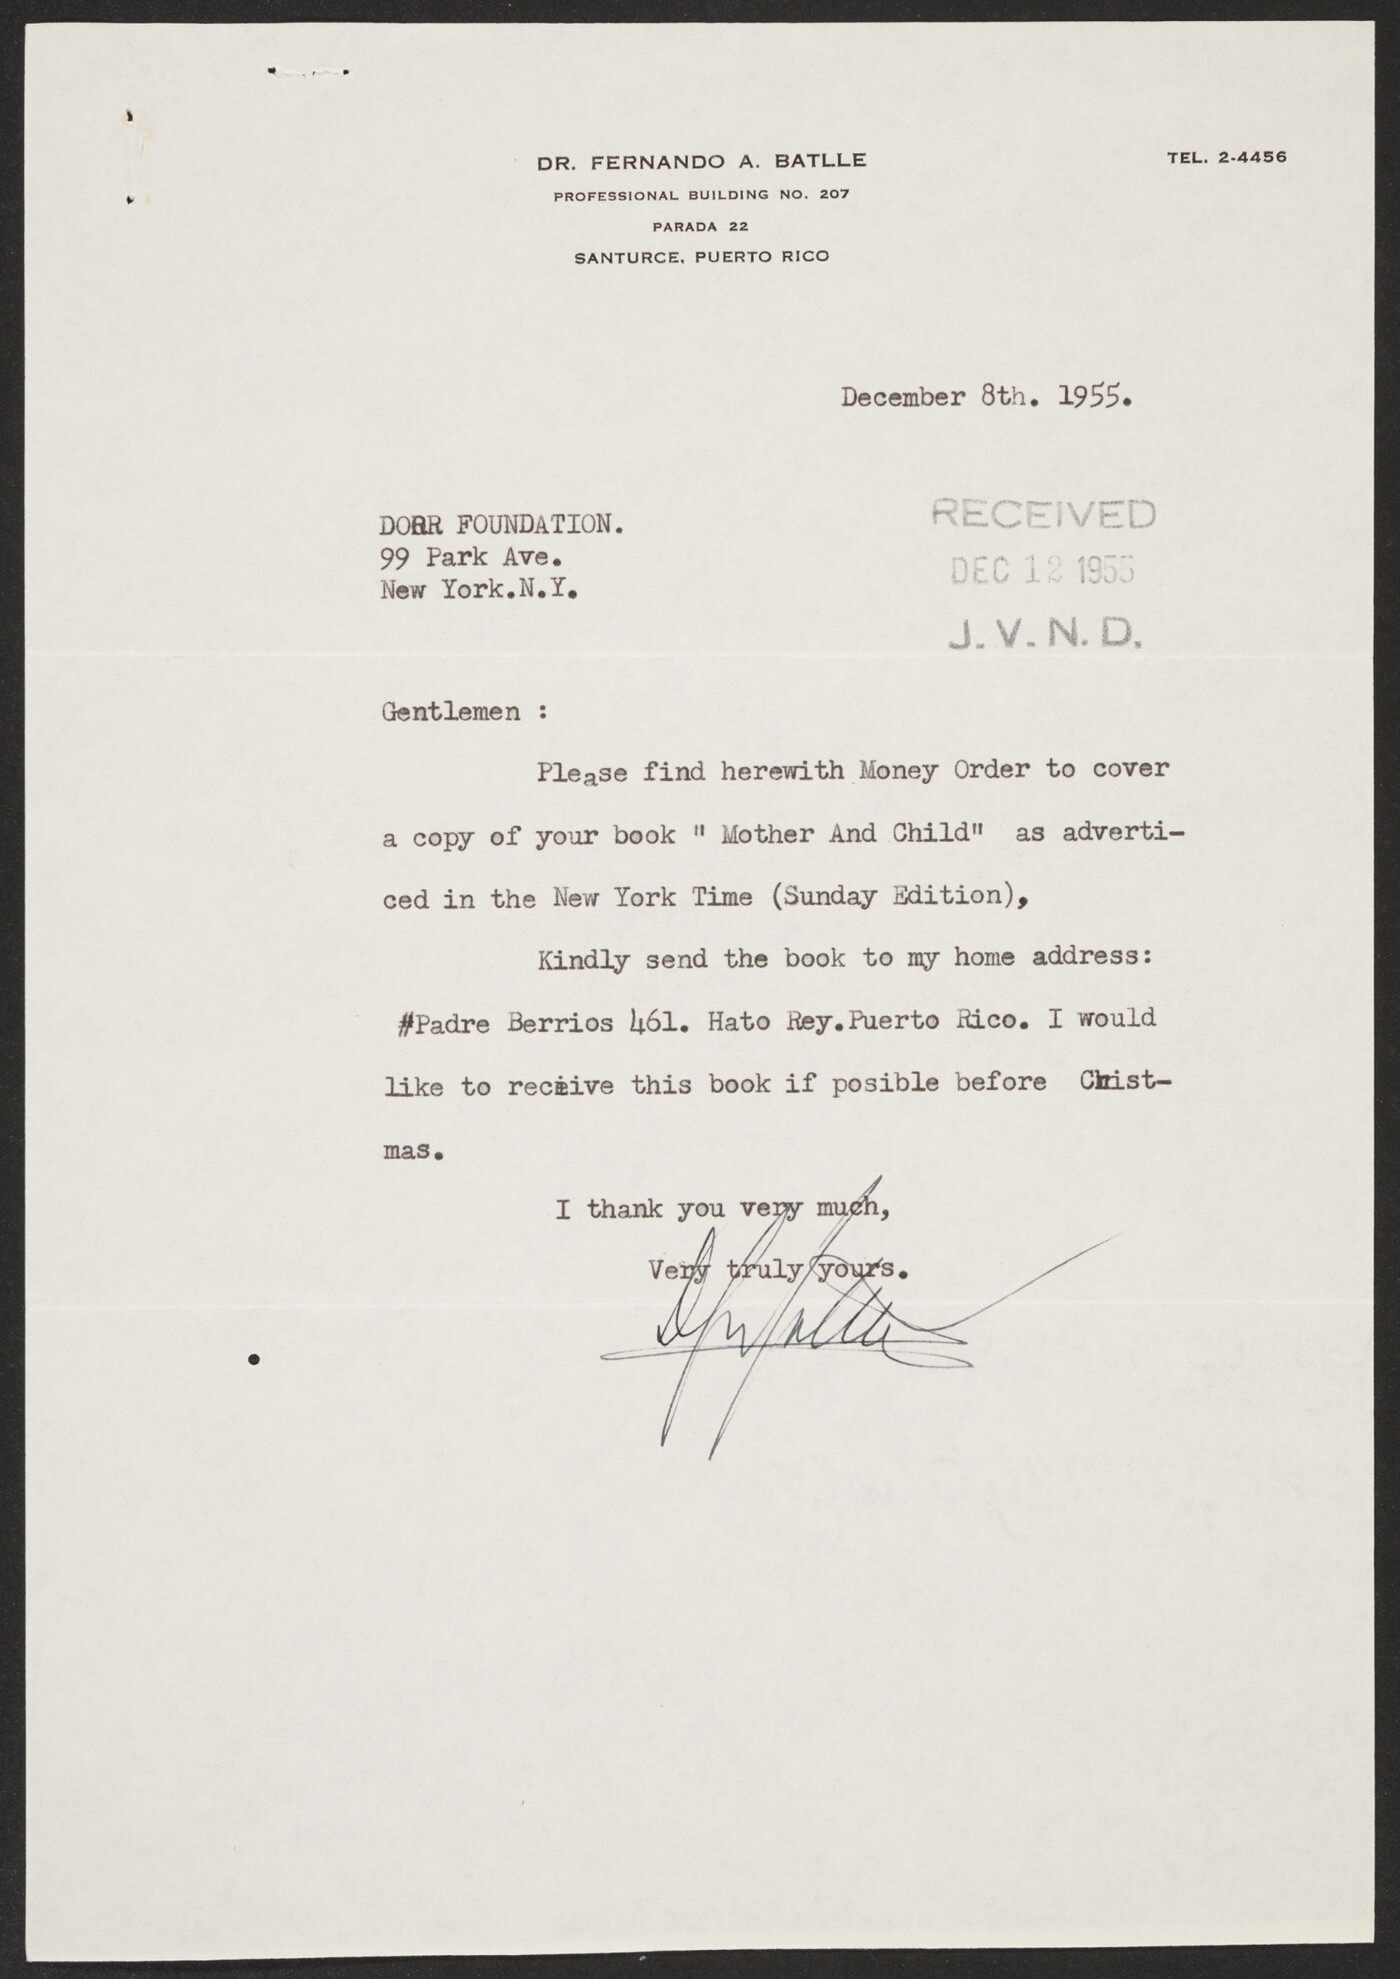 DR. FERNANDO A. BATLLE
TEL. 2-4456
PROFESSIONAL BUILDING NO. 207
PARADA 22
SANTURCE, PUERTO RICO
December 8th. 1955.
RECEIVED
DEC 12 1955
J. V. N. D.
DORR FOUNDATION.
99 Park Ave.
New York.N.Y.
Gentlemen :
Please find herewith Money Order to cover
a copy of your book " Mother And Child" as adverti-
ced in the New York Time (Sunday Edition),
Kindly send the book to my home address:
#Padre Berrios 461. Hato Rey.Puerto Rico. I would
like to receive this book if posible before Christ-
mas.
I thank you very much,
Very truly yours.